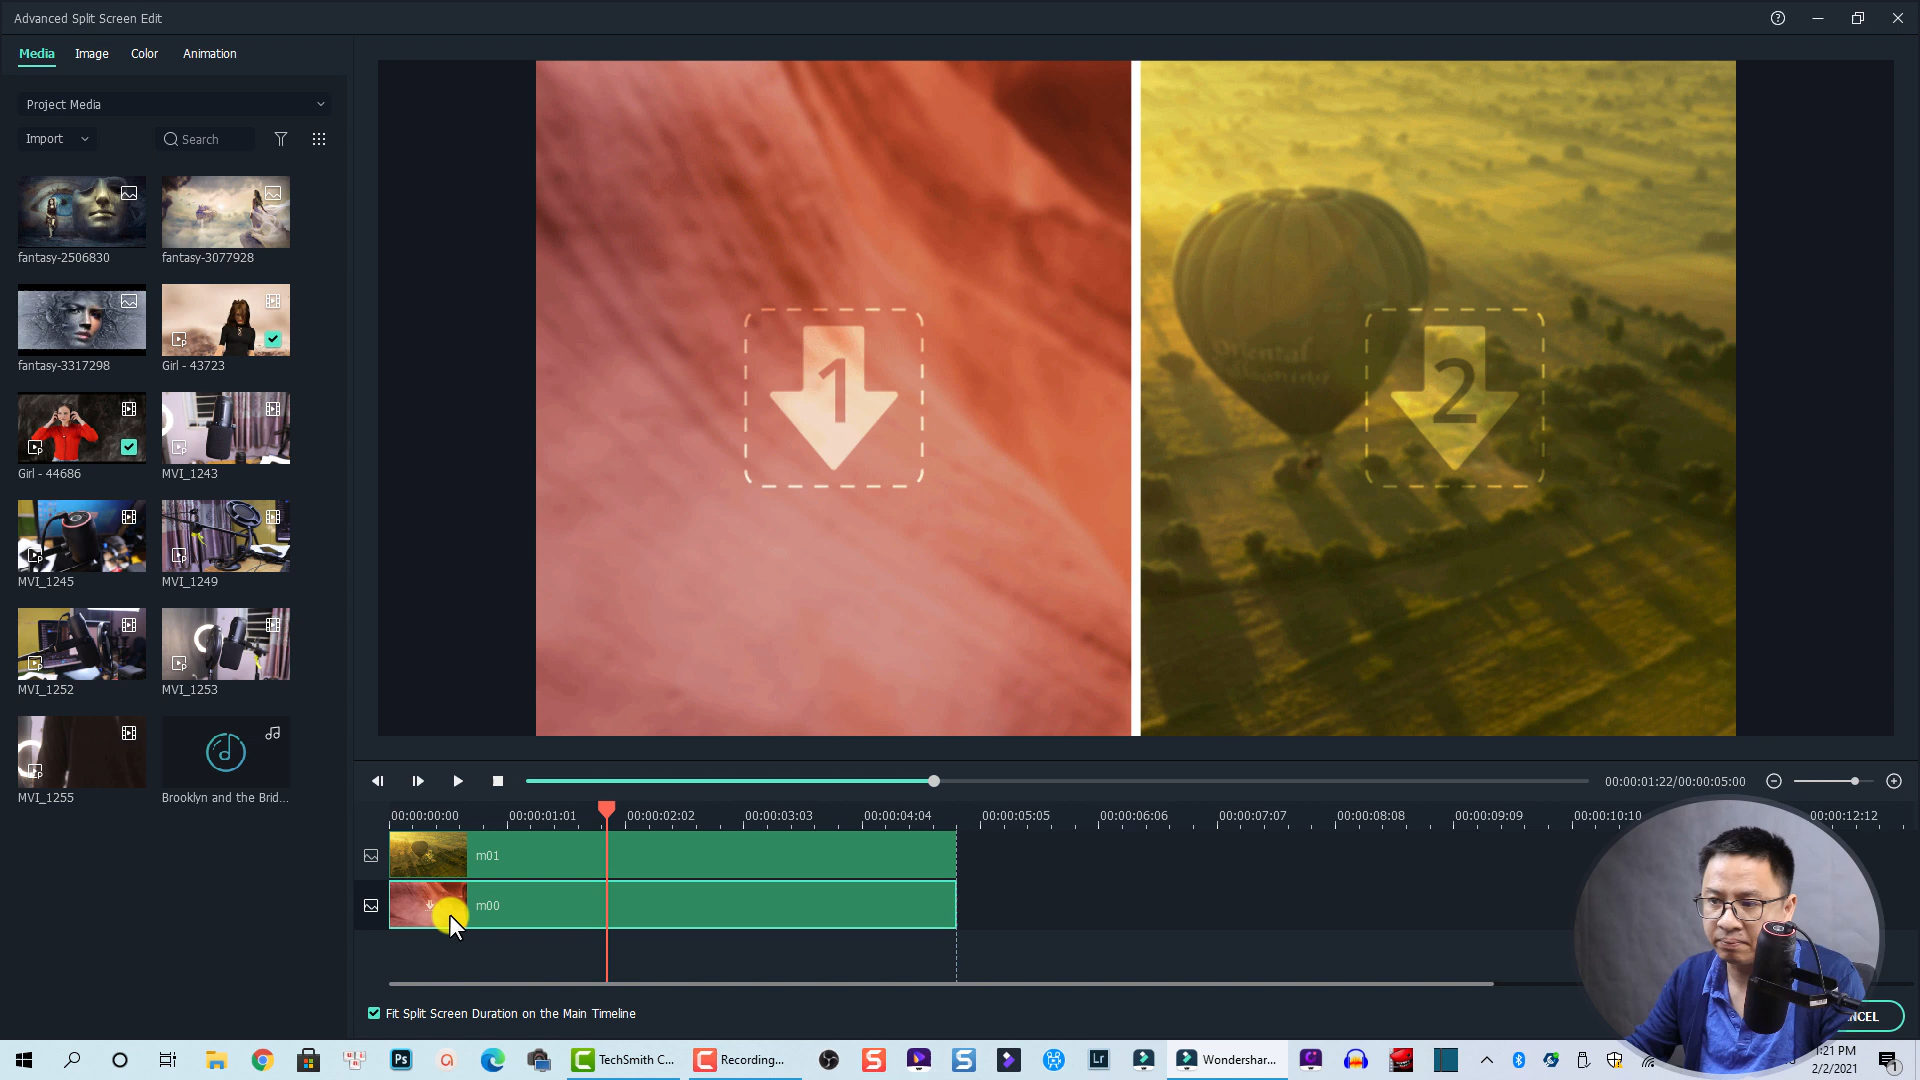 Advanced Split Screen Edit
Media Image Color Animation
Project Media
Import Search
fantasy-2506830 fantasy-3077928
fantasy-3317298 Girl - 43723
Girl - 44686 MVI_1243
MVI_1245 MVI_1249
MVI_1252 MVI_1253
MVI_1255 Brooklyn and the Brid...
1 2
00:00:01:22/00:00:05:00
00:00:00:00 00:00:01:01 00:00:02:02 00:00:03:03 00:00:04:04 00:00:05:05 00:00:06:06 00:00:07:07 00:00:08:08 00:00:09:09 00:00:10:10 00:00:12:12
m01
m00
Fit Split Screen Duration on the Main Timeline
NCEL
TechSmith C... Recording... Wondershar...
1:21 PM
2/2/2021